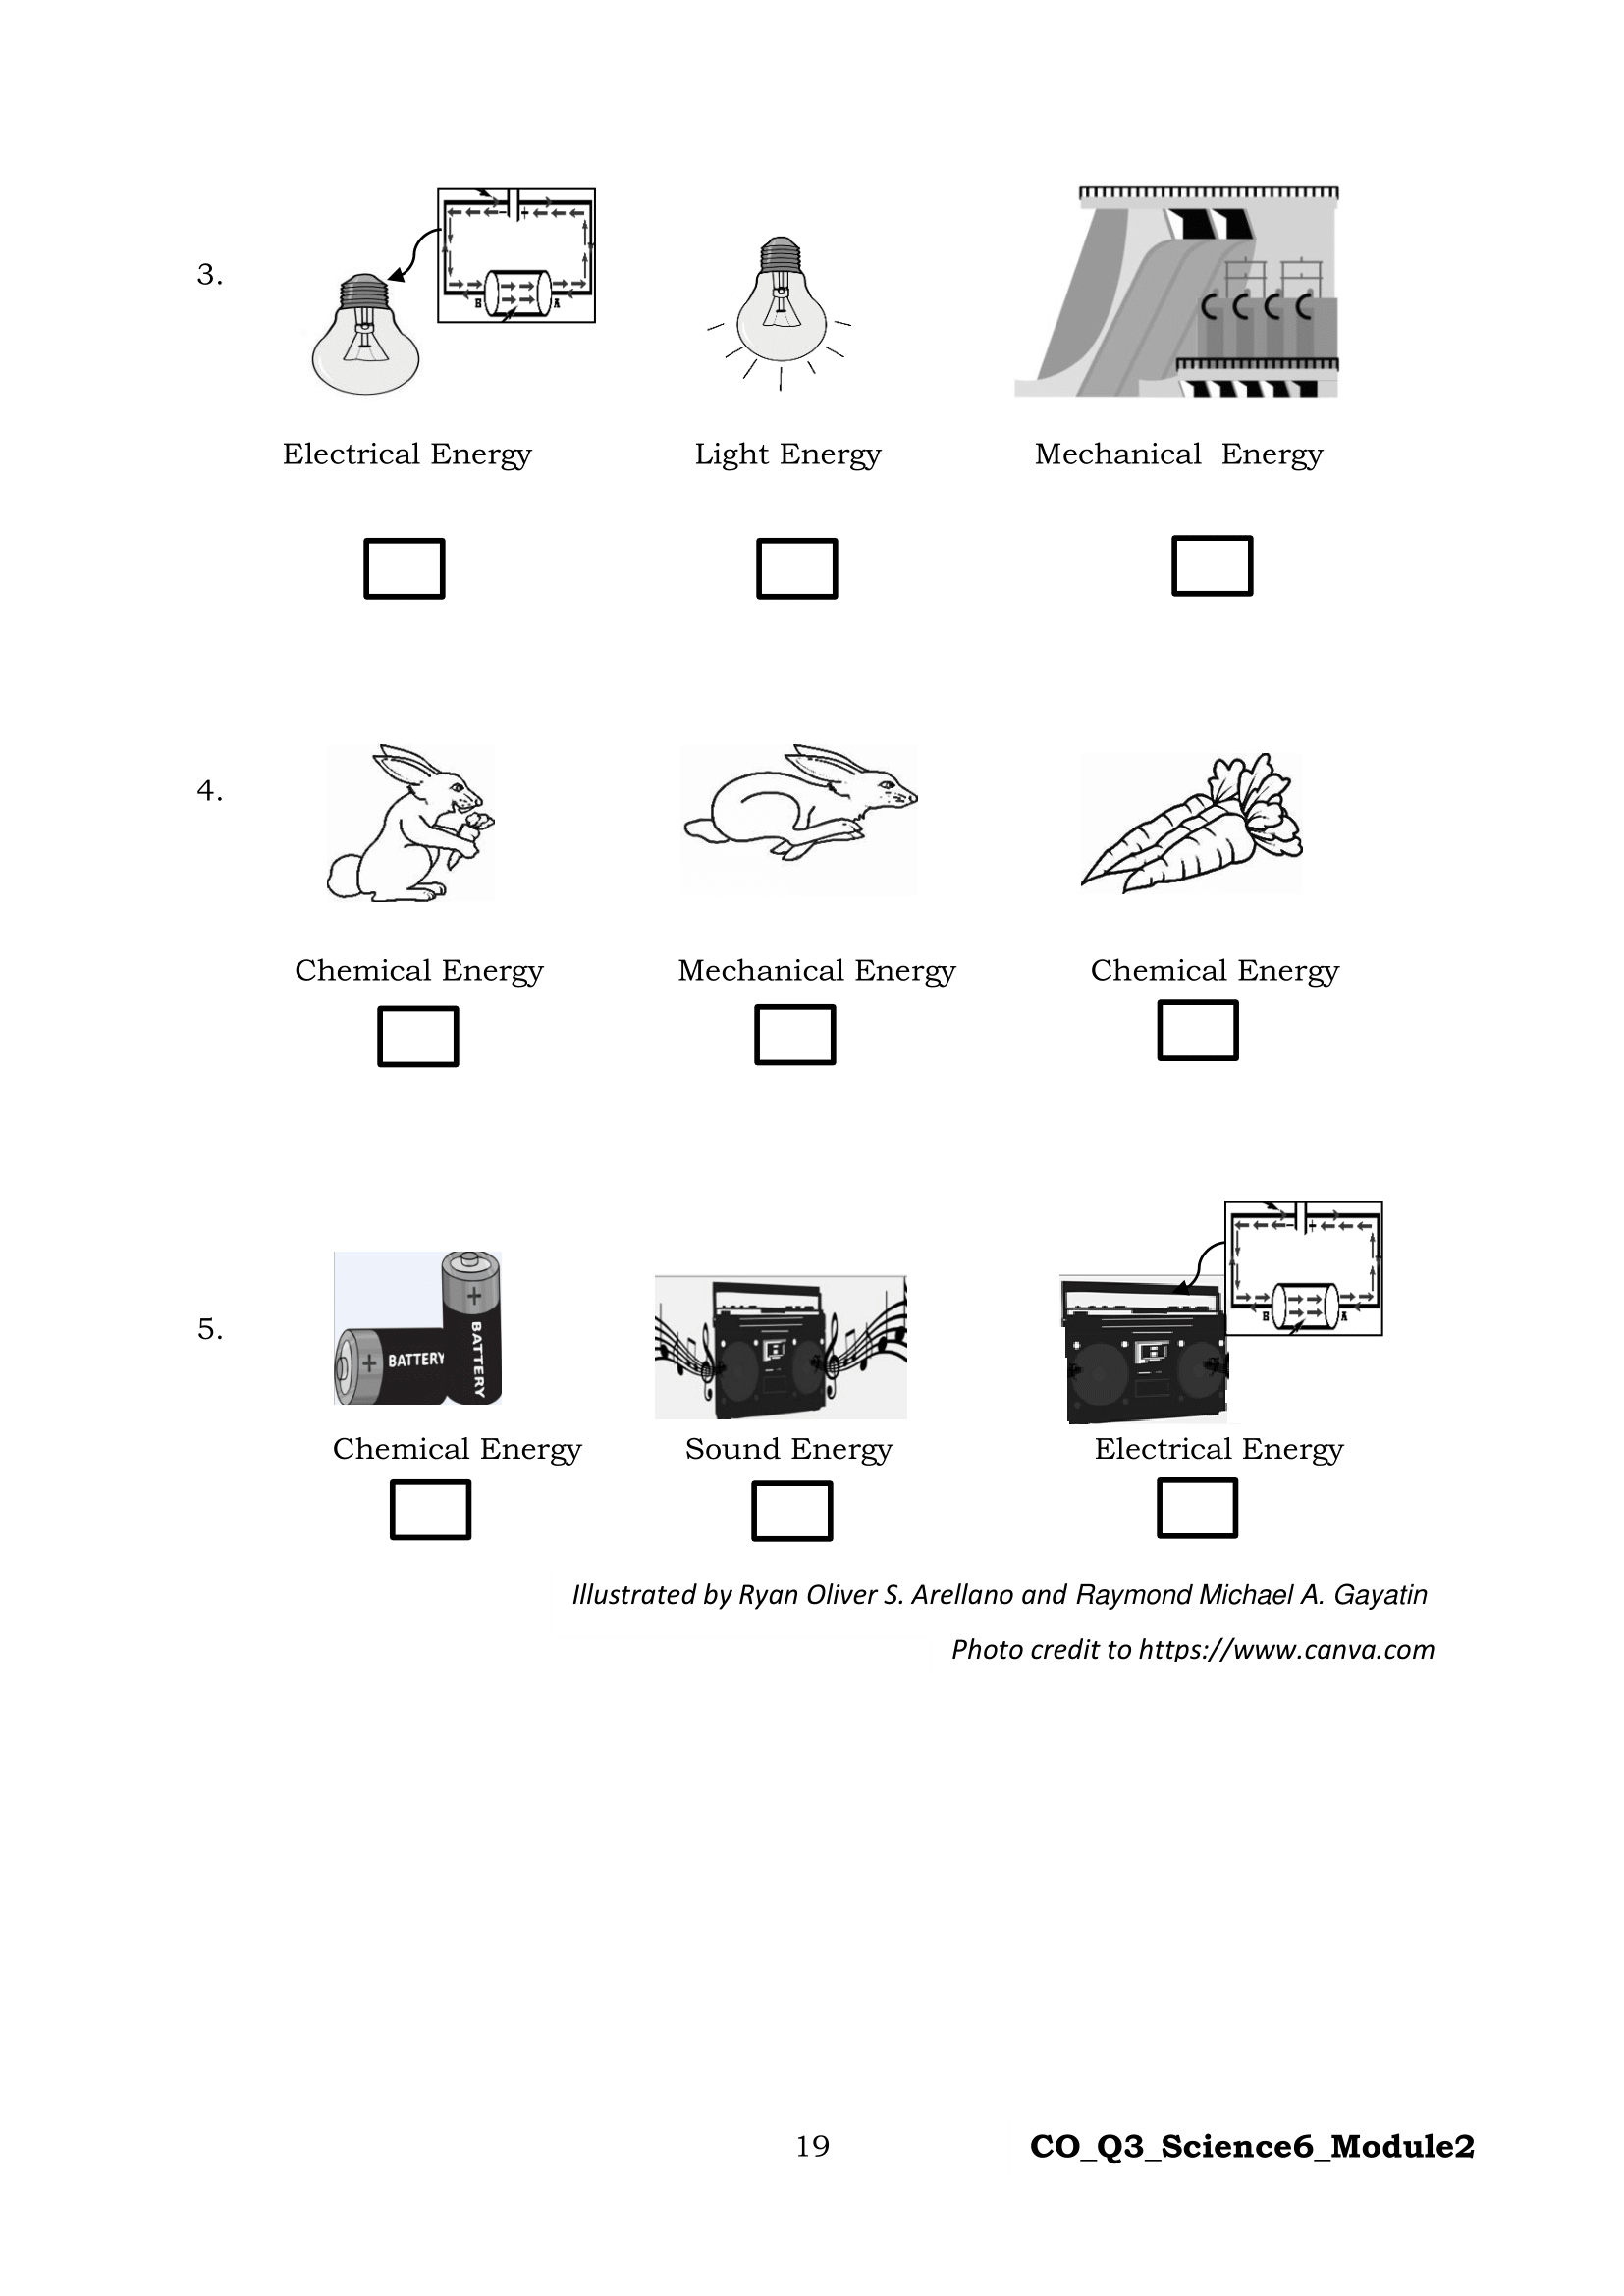 3.
B A
Electrical Energy Light Energy Mechanical  Energy
4.
Chemical Energy Mechanical Energy Chemical Energy
5.
BATTERY BATTERY
B A
Chemical Energy Sound Energy Electrical Energy
Illustrated by Ryan Oliver S. Arellano and Raymond Michael A. Gayatin
Photo credit to https://www.canva.com
19 CO_Q3_Science6_Module2